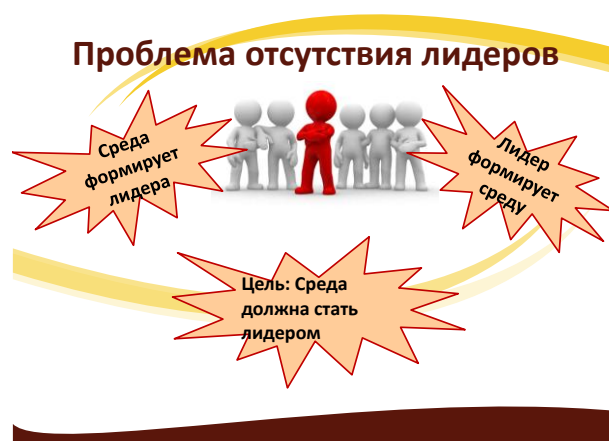 Проблема отсутствия лидеров
Среда
формирует
лидера
Лидер
формирует
среду
Цель: Среда
должна стать
лидером